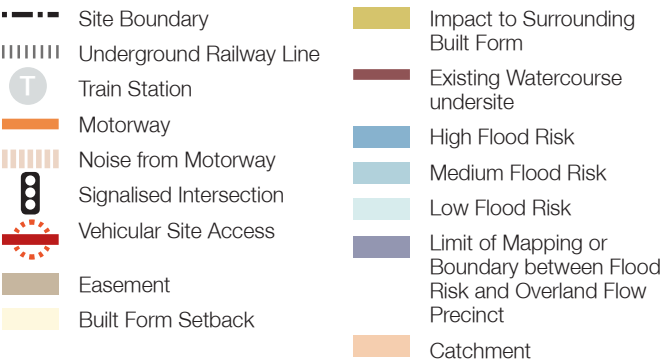 Site Boundary
Underground Railway Line
T
Train Station
Motorway
Noise from Motorway
Signalised Intersection
Vehicular Site Access
Easement
Built Form Setback
Impact to Surrounding
Built Form
Existing Watercourse
undersite
High Flood Risk
Medium Flood Risk
Low Flood Risk
Limit of Mapping or
Boundary between Flood
Risk and Overland Flow
Precinct
Catchment